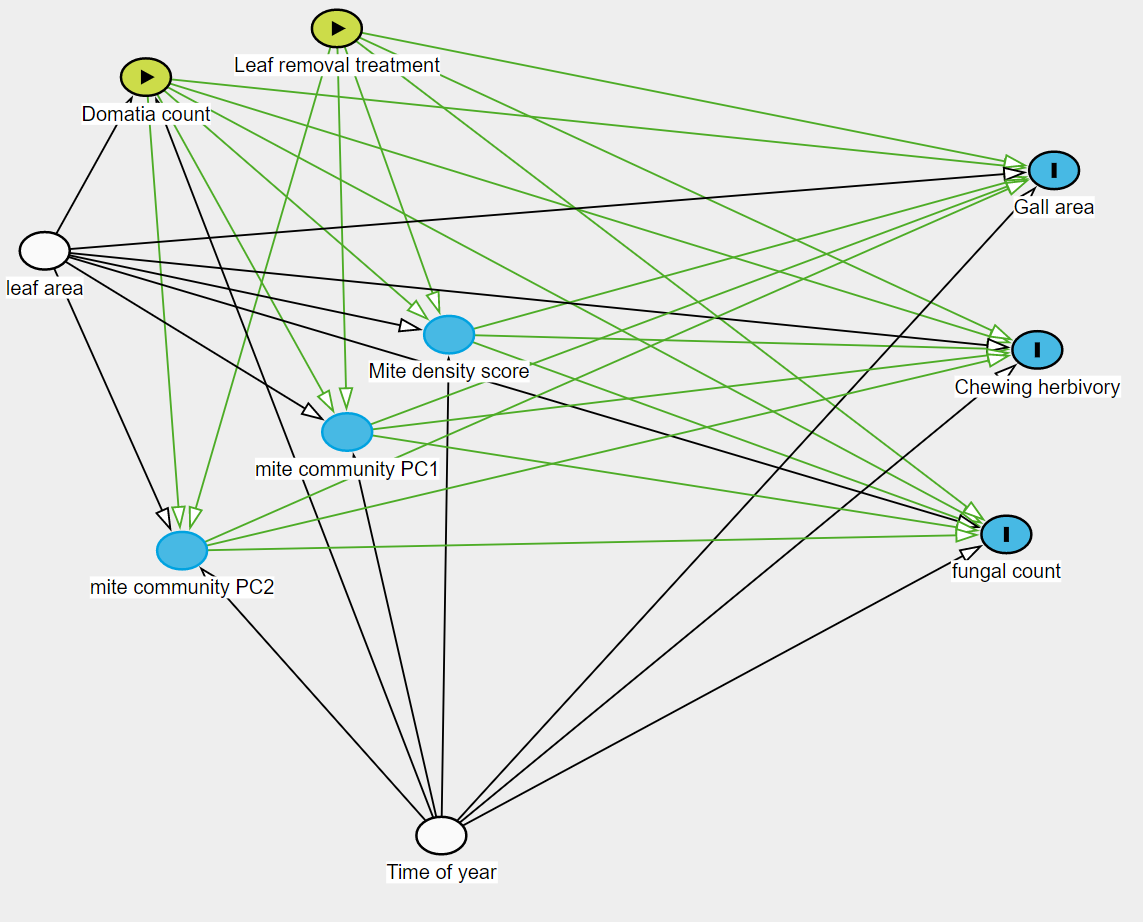 Leaf removal treatment
Domatia count
Gall area
leaf area
Mite density score
Chewing herbivory
mite community PC1
fungal count
mite community PC2
Time of year